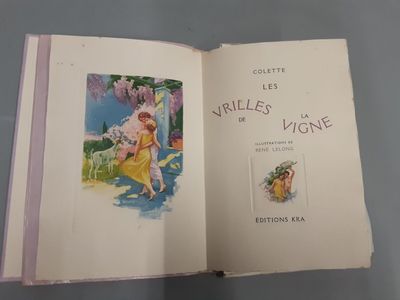 COLETTE
LES
VRILLES
DE LA
VIGNE
ILLUSTRATIONS DE
RENÉ LELONG
ÉDITIONS KRA